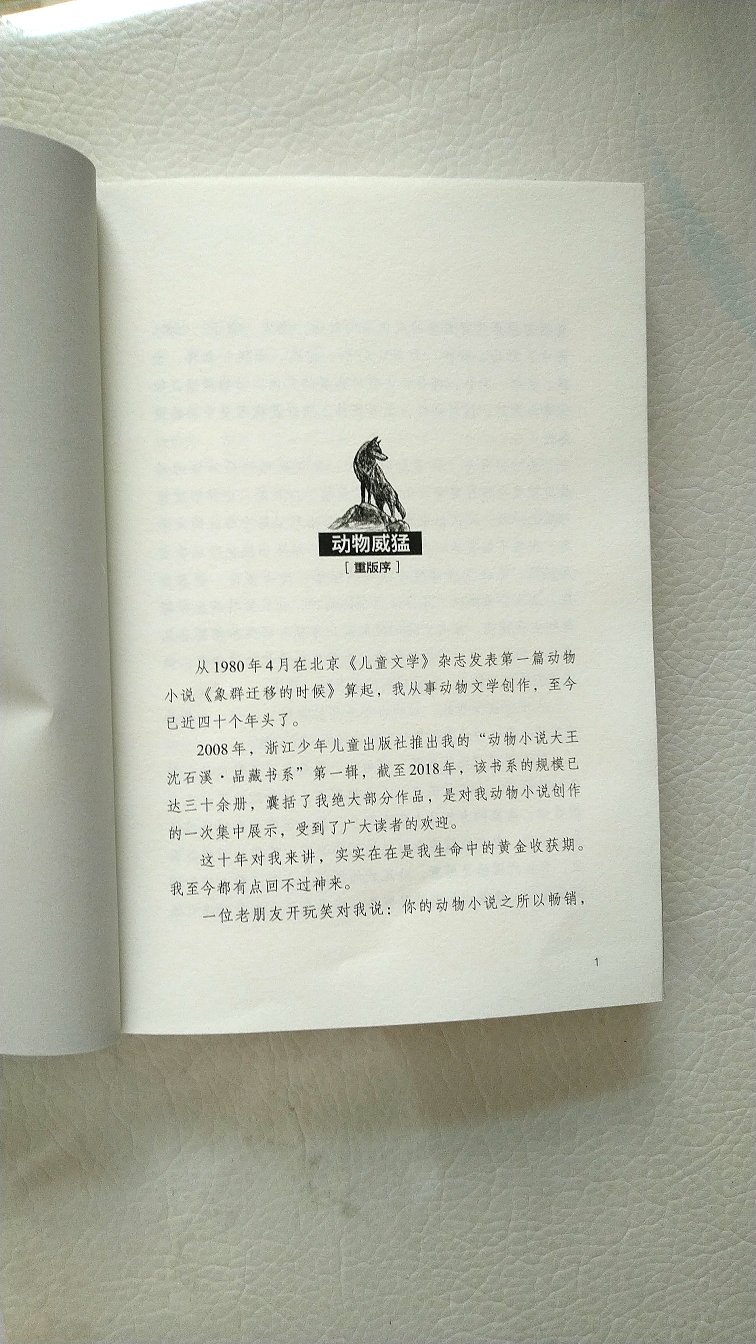 动物威猛
[ 重版序 ]
从1980年4月在北京《儿童文学》杂志发表第一篇动物
小说《象群迁移的时候》算起，我从事动物文学创作，至今
已近四十个年头了。
2008年，浙江少年儿童出版社推出我的“动物小说大王
沈石溪·品藏书系”第一辑，截至2018年，该书系的规模已
达三十余册，囊括了我绝大部分作品，是对我动物小说创作
的一次集中展示，受到了广大读者的欢迎。
这十年对我来讲，实实在在是我生命中的黄金收获期。
我至今都有点回不过神来。
一位老朋友开玩笑对我说：你的动物小说之所以畅销，
1